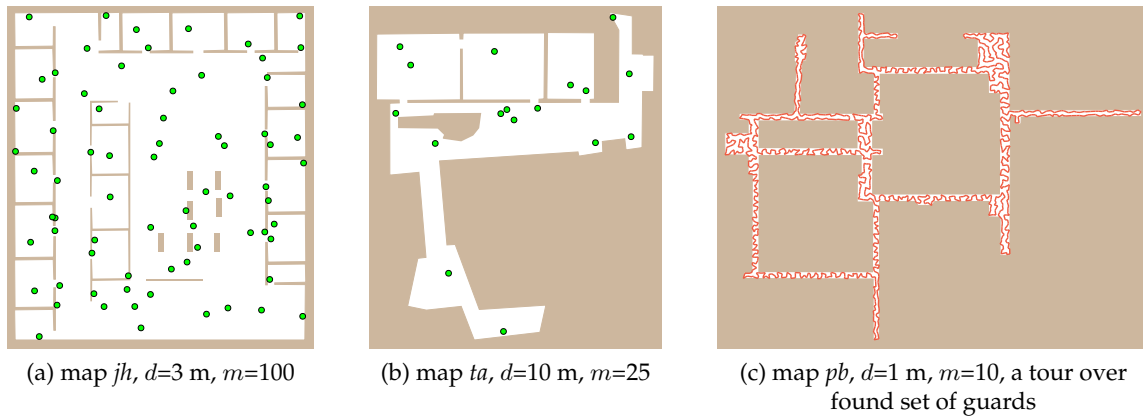 (a) map jh, d=3 m, m=100
(b) map ta, d=10 m, m=25
(c) map pb, d=1 m, m=10, a tour over
found set of guards